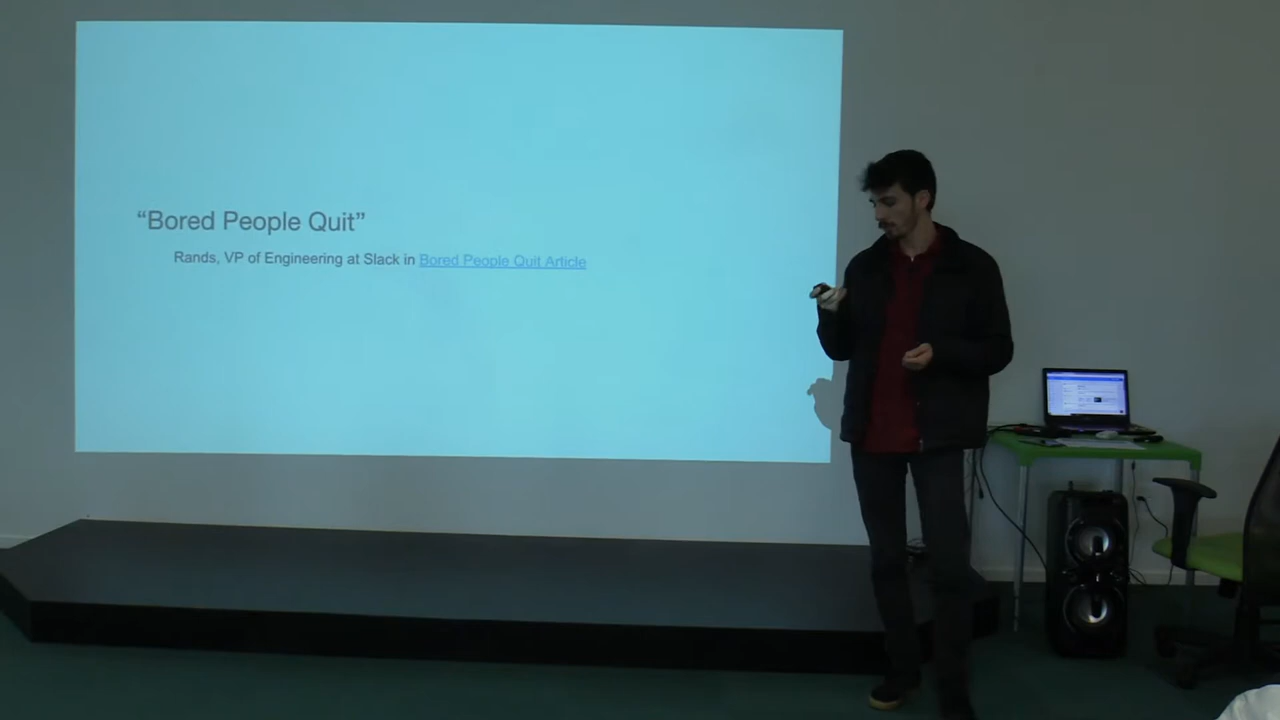 “Bored People Quit”
Rands, VP of Engineering at Slack in Bored People Quit Article